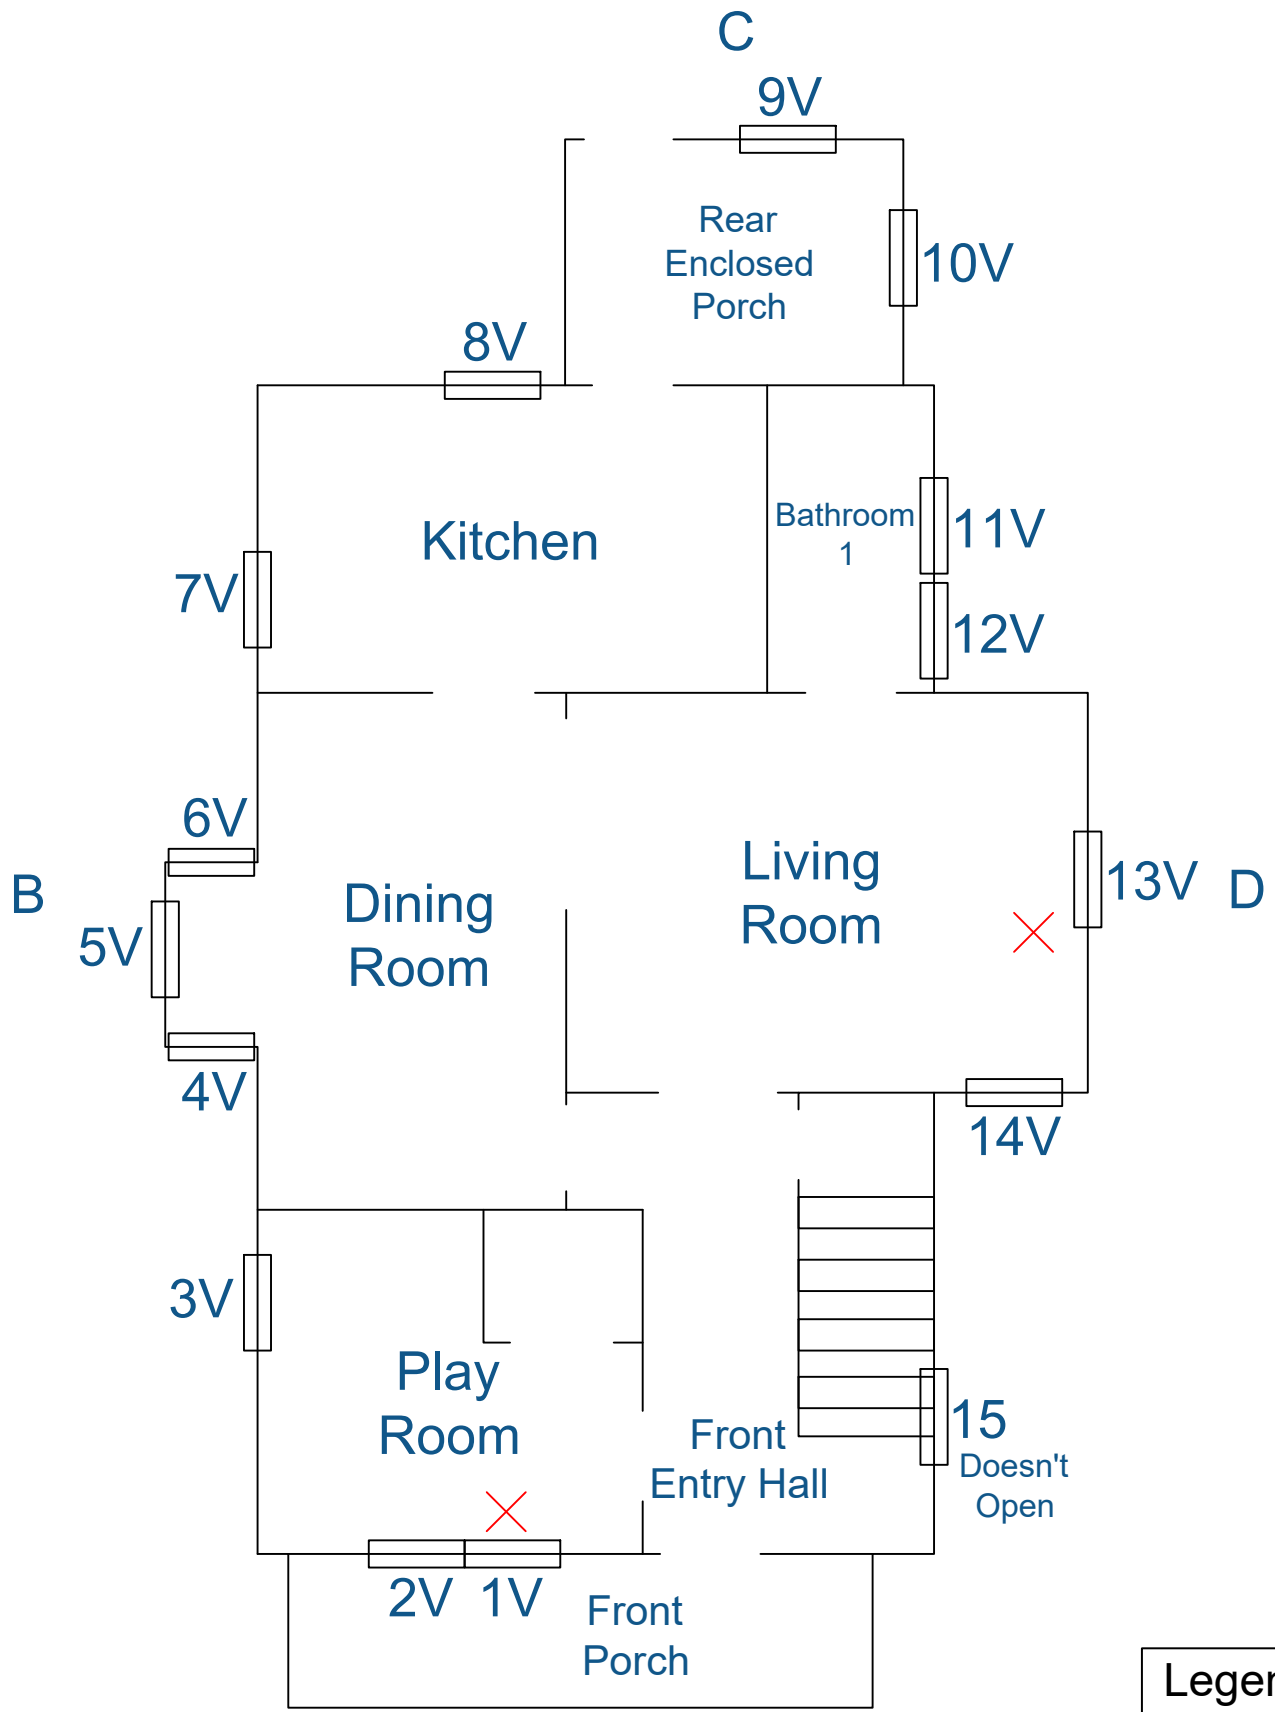 C
9V
Rear
Enclosed
Porch
10V
8V
Kitchen
Bathroom
1
11V
7V
12V
6V
B
5V
Dining
Room
Living
Room
13V
D
4V
14V
3V
Play
Room
Front
Entry Hall
15
Doesn't
Open
2V
1V
Front
Porch